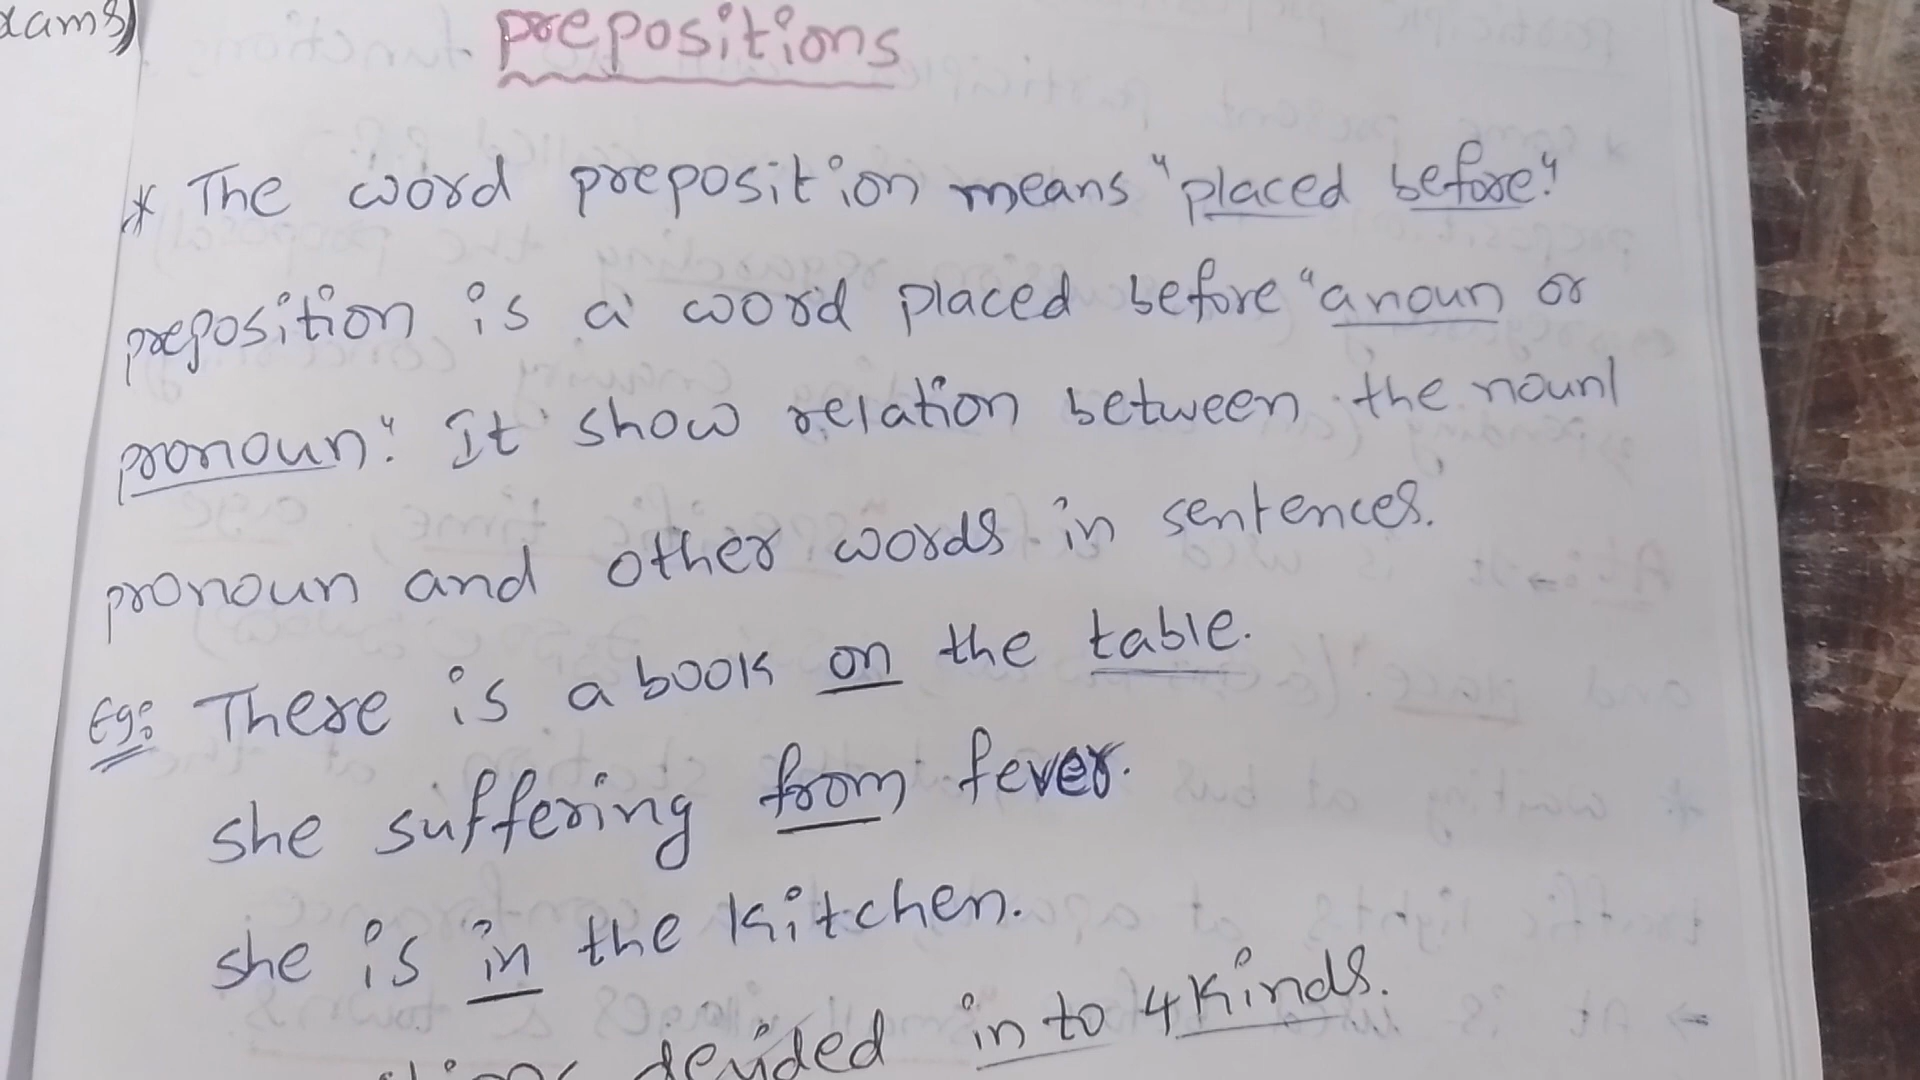 prepositions
* The word preposition means "placed before"
preposition is a word placed before "a noun or
pronoun". It show relation between the noun/
pronoun and other words in sentences.
Eg: There is a book on the table.
she suffering from fever.
she is in the kitchen.
devided in to 4 kinds.